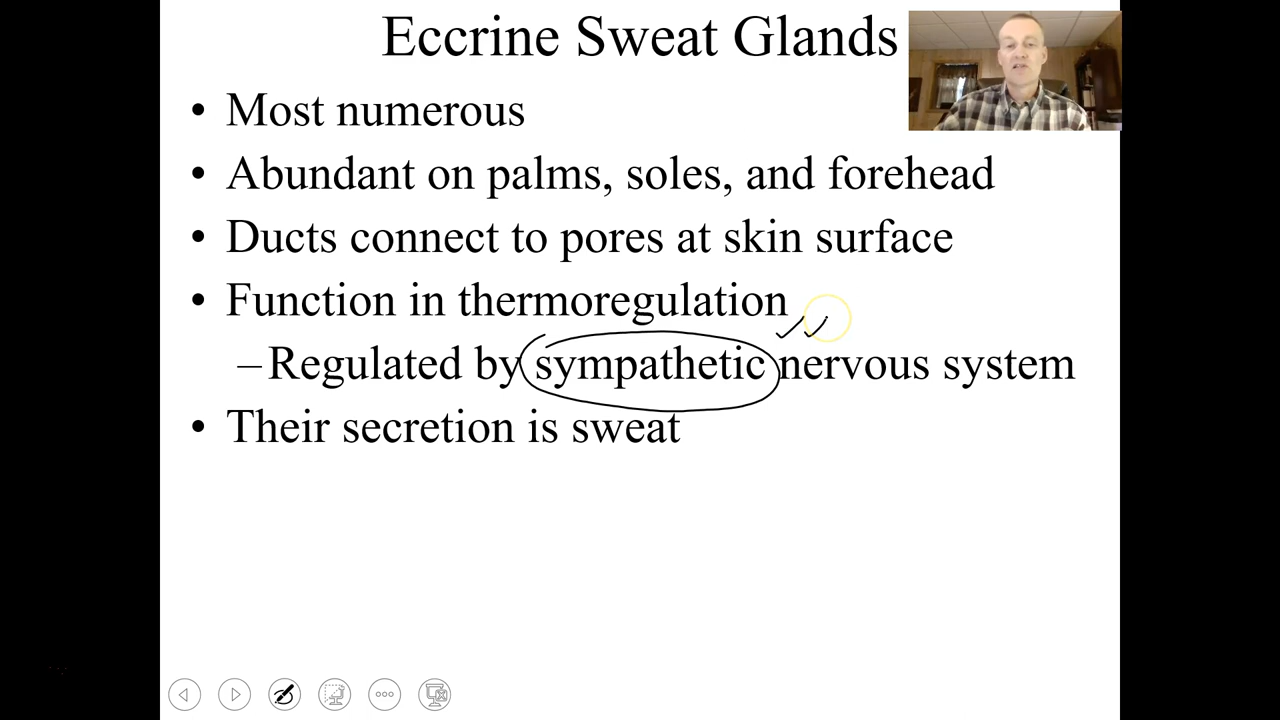 Eccrine Sweat Glands
• Most numerous
• Abundant on palms, soles, and forehead
• Ducts connect to pores at skin surface
• Function in thermoregulation
– Regulated by sympathetic nervous system
• Their secretion is sweat